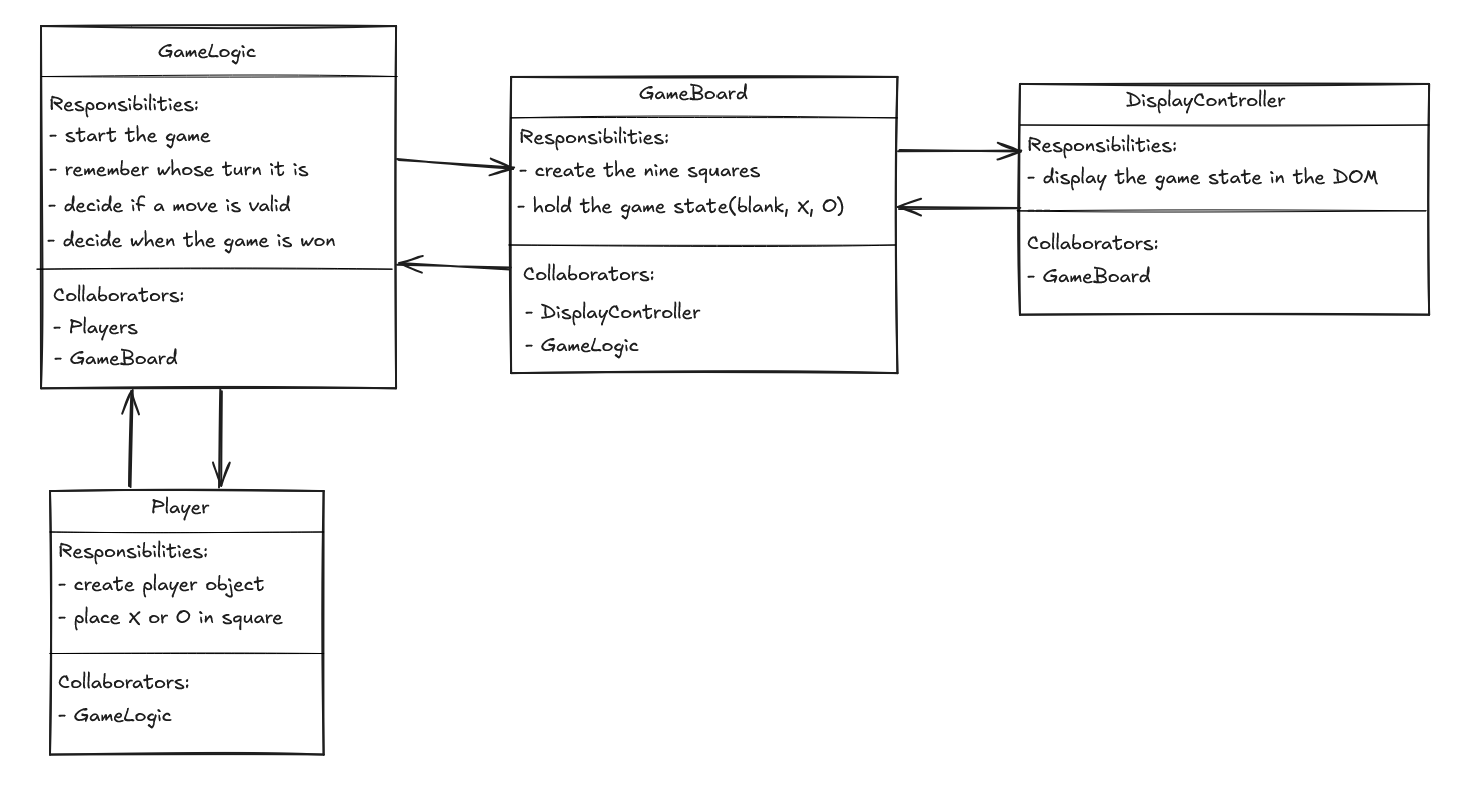 GameLogic
Responsibilities:
- start the game
- remember whose turn it is
- decide if a move is valid
- decide when the game is won
Collaborators:
- Players
- GameBoard
GameBoard
Responsibilities:
- create the nine squares
- hold the game state(blank, X, O)
Collaborators:
- DisplayController
- GameLogic
DisplayController
Responsibilities:
- display the game state in the DOM
Collaborators:
- GameBoard
Player
Responsibilities:
- create player object
- place X or O in square
Collaborators:
- GameLogic